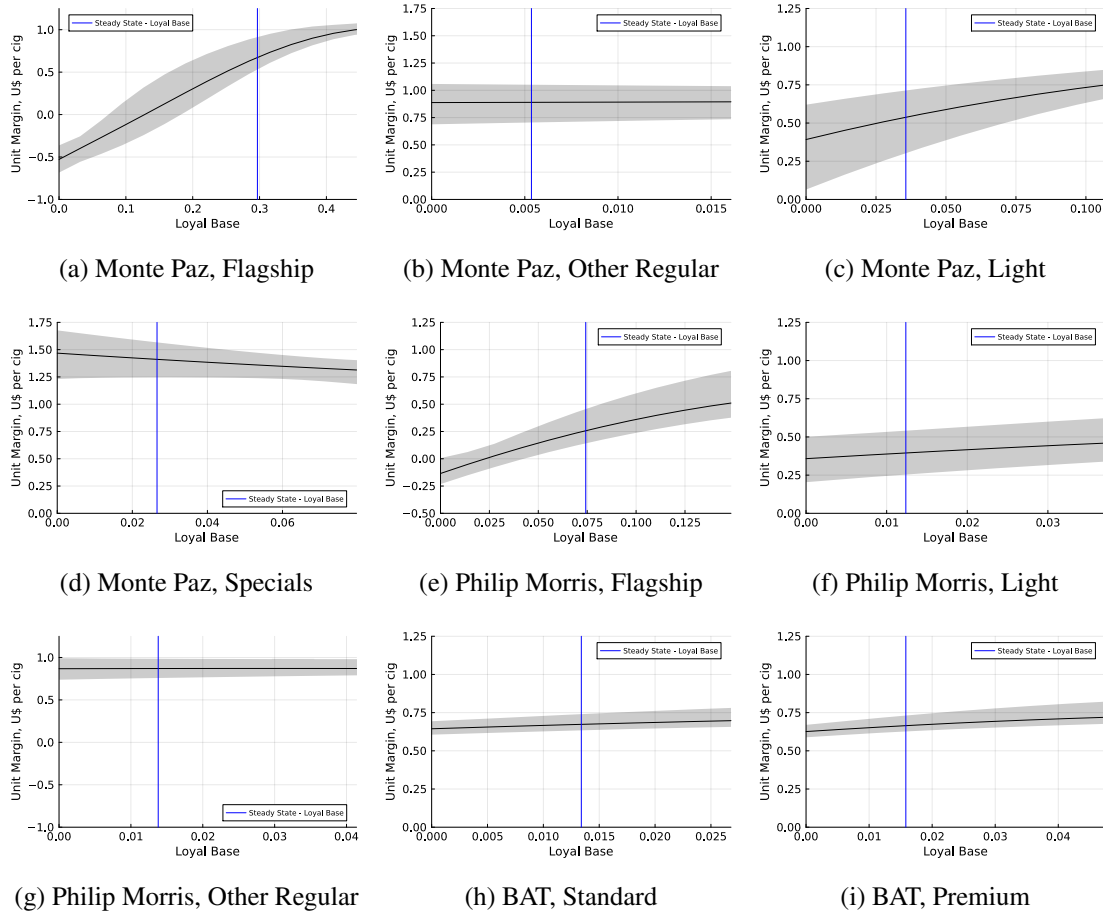 Steady State - Loyal Base
Unit Margin, U$ per cig
1.0
0.5
0.0
−0.5
−1.0
0.0 0.1 0.2 0.3 0.4
Loyal Base
(a) Monte Paz, Flagship
Steady State - Loyal Base
Unit Margin, U$ per cig
1.75
1.50
1.25
1.00
0.75
0.50
0.25
0.00
0.000 0.005 0.010 0.015
Loyal Base
(b) Monte Paz, Other Regular
Steady State - Loyal Base
Unit Margin, U$ per cig
1.25
1.00
0.75
0.50
0.25
0.00
0.000 0.025 0.050 0.075 0.100
Loyal Base
(c) Monte Paz, Light
Unit Margin, U$ per cig
1.75
1.50
1.25
1.00
0.75
0.50
0.25
0.00
Steady State - Loyal Base
0.00 0.02 0.04 0.06
Loyal Base
(d) Monte Paz, Specials
Steady State - Loyal Base
Unit Margin, U$ per cig
1.25
1.00
0.75
0.50
0.25
0.00
−0.25
−0.50
0.000 0.025 0.050 0.075 0.100 0.125
Loyal Base
(e) Philip Morris, Flagship
Steady State - Loyal Base
Unit Margin, U$ per cig
1.25
1.00
0.75
0.50
0.25
0.00
0.00 0.01 0.02 0.03
Loyal Base
(f) Philip Morris, Light
Unit Margin, U$ per cig
1.0
0.5
0.0
−0.5
−1.0
Steady State - Loyal Base
0.00 0.01 0.02 0.03 0.04
Loyal Base
(g) Philip Morris, Other Regular
Steady State - Loyal Base
Unit Margin, U$ per cig
1.25
1.00
0.75
0.50
0.25
0.00
0.000 0.005 0.010 0.015 0.020 0.025
Loyal Base
(h) BAT, Standard
Steady State - Loyal Base
Unit Margin, U$ per cig
1.25
1.00
0.75
0.50
0.25
0.00
0.00 0.01 0.02 0.03 0.04
Loyal Base
(i) BAT, Premium